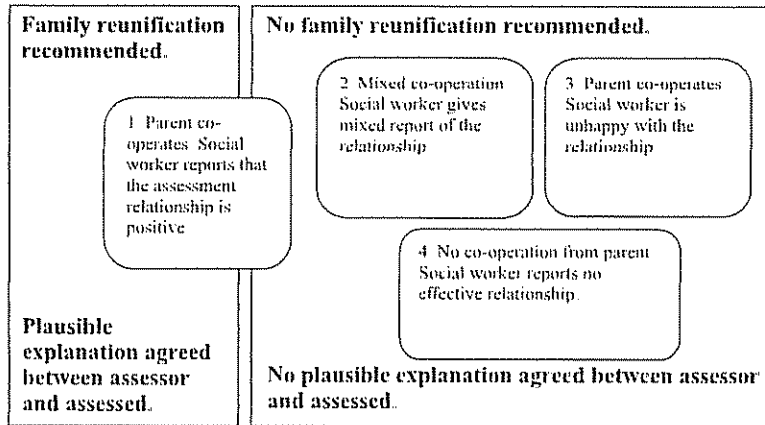 Family reunification
recommended.
No family reunification recommended.
1 Parent co-
operates Social
worker reports that
the assessment
relationship is
positive
2 Mixed co-operation
Social worker gives
mixed report of the
relationship
3 Parent co-operates
Social worker is
unhappy with the
relationship
4 No co-operation from parent
Social worker reports no
effective relationship.
Plausible
explanation agreed
between assessor
and assessed.
No plausible explanation agreed between assessor
and assessed.